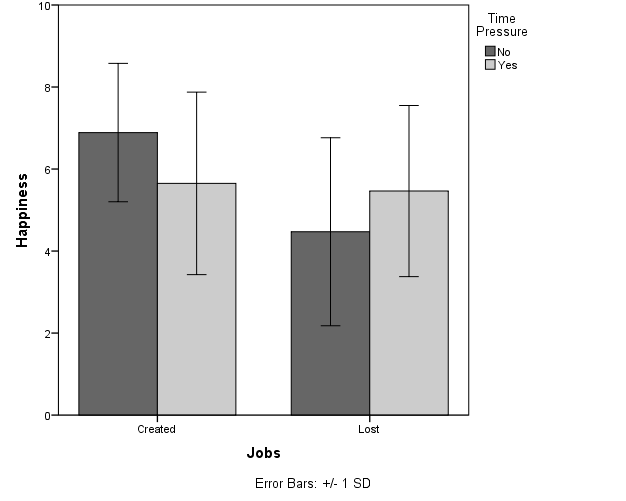 Time
Pressure
No
Yes
Happiness
10
8
6
4
2
0
Created
Lost
Jobs
Error Bars: +/- 1 SD